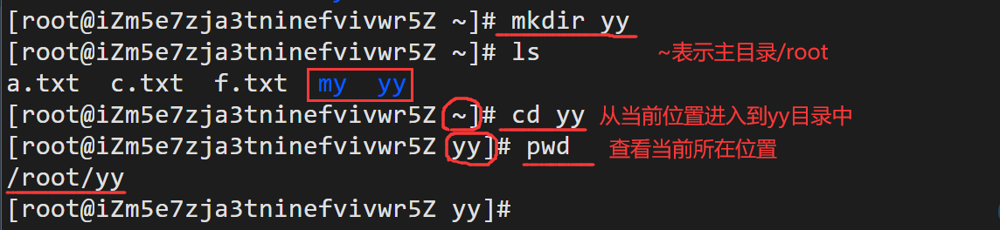 [root@iZm5e7zja3tninefvivwr5Z ~]# mkdir yy
[root@iZm5e7zja3tninefvivwr5Z ~]# ls ~表示主目录/root
a.txt c.txt f.txt my yy
[root@iZm5e7zja3tninefvivwr5Z ~]# cd yy 从当前位置进入到yy目录中
[root@iZm5e7zja3tninefvivwr5Z yy]# pwd 查看当前所在位置
/root/yy
[root@iZm5e7zja3tninefvivwr5Z yy]#